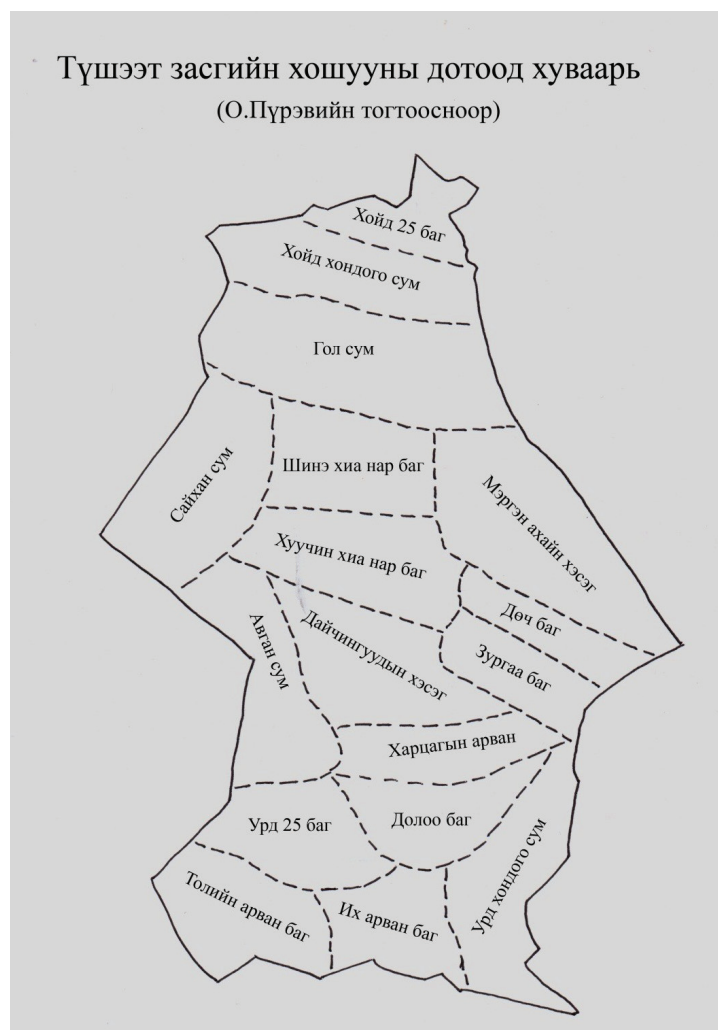 Түшээт засгийн хошууны дотоод хуваарь
(О.Пүрэвийн тогтоосноор)
Хойд 25 баг
Хойд хондого сум
Гол сум
Сайхан сум
Шинэ хиа нар баг
Мэргэн ахайн хэсэг
Хуучин хиа нар баг
Дөч баг
Авган сум
Дайчингуудын хэсэг
Зургаа баг
Харцагын арван
Урд 25 баг
Долоо баг
Урд хондого сум
Толийн арван баг
Их арван баг